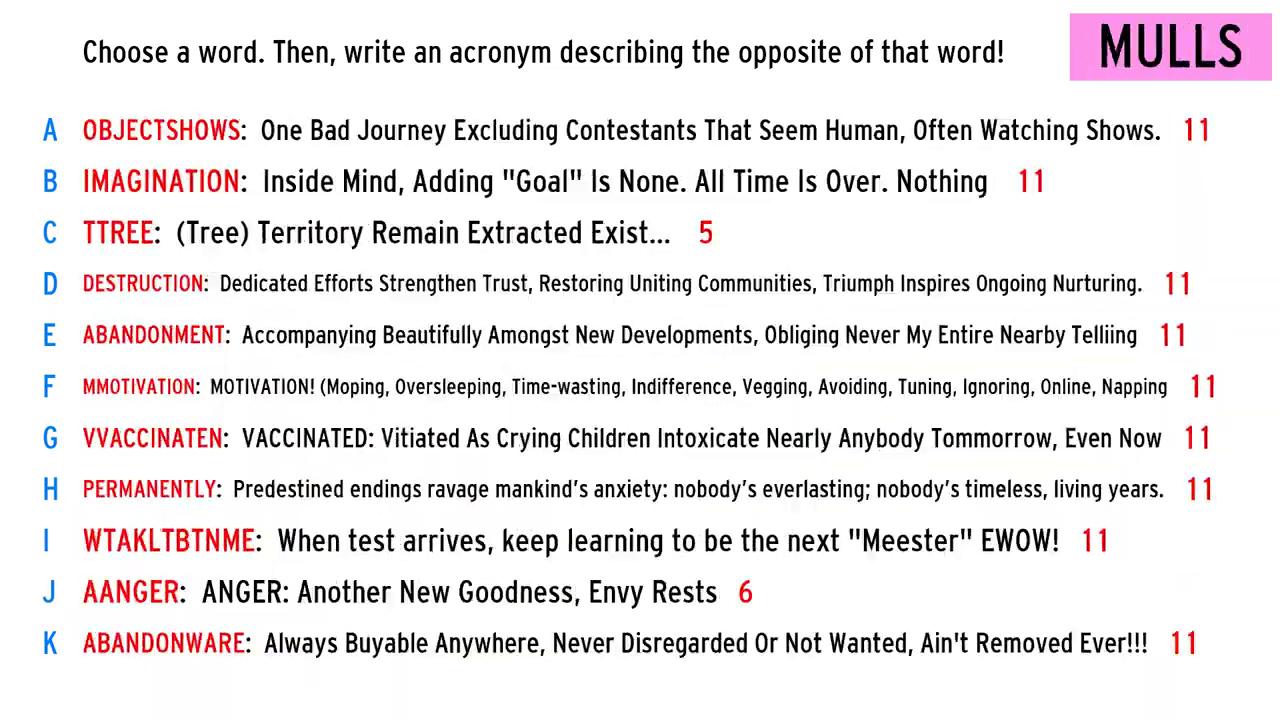 Choose a word. Then, write an acronym describing the opposite of that word!
MULLS
A OBJECTSHOWS: One Bad Journey Excluding Contestants That Seem Human, Often Watching Shows. 11
B IMAGINATION: Inside Mind, Adding "Goal" Is None. All Time Is Over. Nothing 11
C TTREE: (Tree) Territory Remain Extracted Exist... 5
D DESTRUCTION: Dedicated Efforts Strengthen Trust, Restoring Uniting Communities, Triumph Inspires Ongoing Nurturing. 11
E ABANDONMENT: Accompanying Beautifully Amongst New Developments, Obliging Never My Entire Nearby Telliing 11
F MMOTIVATION: MOTIVATION! (Moping, Oversleeping, Time-wasting, Indifference, Vegging, Avoiding, Tuning, Ignoring, Online, Napping 11
G VVACCINATEN: VACCINATED: Vitiated As Crying Children Intoxicate Nearly Anybody Tommorrow, Even Now 11
H PERMANENTLY: Predestined endings ravage mankind's anxiety: nobody's everlasting; nobody's timeless, living years. 11
I WTAKLTBTNME: When test arrives, keep learning to be the next "Meester" EWOW! 11
J AANGER: ANGER: Another New Goodness, Envy Rests 6
K ABANDONWARE: Always Buyable Anywhere, Never Disregarded Or Not Wanted, Ain't Removed Ever!!! 11